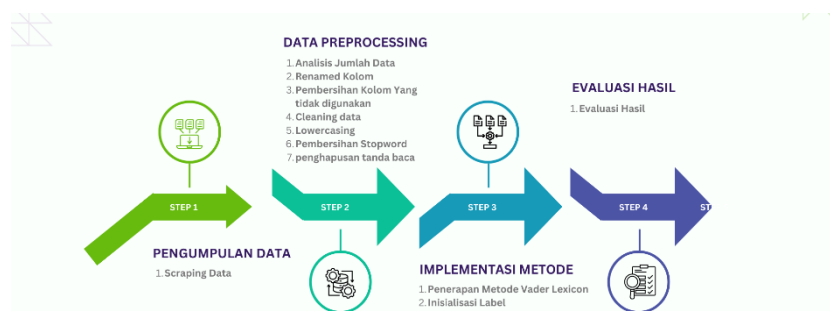 DATA PREPROCESSING
1. Analisis Jumlah Data
2. Renamed Kolom
3. Pembersihan Kolom Yang
tidak digunakan
4. Cleaning data
5. Lowercasing
6. Pembersihan Stopword
7. penghapusan tanda baca
EVALUASI HASIL
1. Evaluasi Hasil
STEP 1
STEP 2
STEP 3
STEP 4
ST
PENGUMPULAN DATA
1. Scraping Data
IMPLEMENTASI METODE
1. Penerapan Metode Vader Lexicon
2. Inisialisasi Label